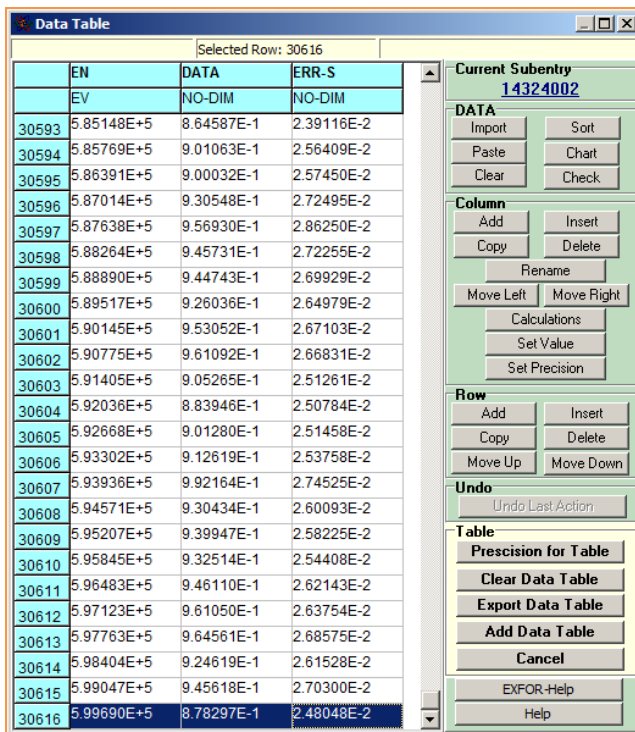 Data Table
Selected Row: 30616
EN DATA ERR-S
EV NO-DIM NO-DIM
30593 5.85148E+5 8.64587E-1 2.39116E-2
30594 5.85769E+5 9.01063E-1 2.56409E-2
30595 5.86391E+5 9.00032E-1 2.57450E-2
30596 5.87014E+5 9.30548E-1 2.72495E-2
30597 5.87638E+5 9.56930E-1 2.86250E-2
30598 5.88264E+5 9.45731E-1 2.72255E-2
30599 5.88890E+5 9.44743E-1 2.69929E-2
30600 5.89517E+5 9.26036E-1 2.64979E-2
30601 5.90145E+5 9.53052E-1 2.67103E-2
30602 5.90775E+5 9.61092E-1 2.66831E-2
30603 5.91405E+5 9.05265E-1 2.51261E-2
30604 5.92036E+5 8.83946E-1 2.50784E-2
30605 5.92668E+5 9.01280E-1 2.51458E-2
30606 5.93302E+5 9.12619E-1 2.53758E-2
30607 5.93936E+5 9.92164E-1 2.74525E-2
30608 5.94571E+5 9.30434E-1 2.60093E-2
30609 5.95207E+5 9.39947E-1 2.58225E-2
30610 5.95845E+5 9.32514E-1 2.54408E-2
30611 5.96483E+5 9.46110E-1 2.62143E-2
30612 5.97123E+5 9.61050E-1 2.63754E-2
30613 5.97763E+5 9.64561E-1 2.68575E-2
30614 5.98404E+5 9.24619E-1 2.61528E-2
30615 5.99047E+5 9.45618E-1 2.70300E-2
30616 5.99690E+5 8.78297E-1 2.48048E-2
Current Subentry
14324002
DATA
Import Sort
Paste Chart
Clear Check
Column
Add Insert
Copy Delete
Rename
Move Left Move Right
Calculations
Set Value
Set Precision
Row
Add Insert
Copy Delete
Move Up Move Down
Undo
Undo Last Action
Table
Prescision for Table
Clear Data Table
Export Data Table
Add Data Table
Cancel
EXFOR-Help
Help